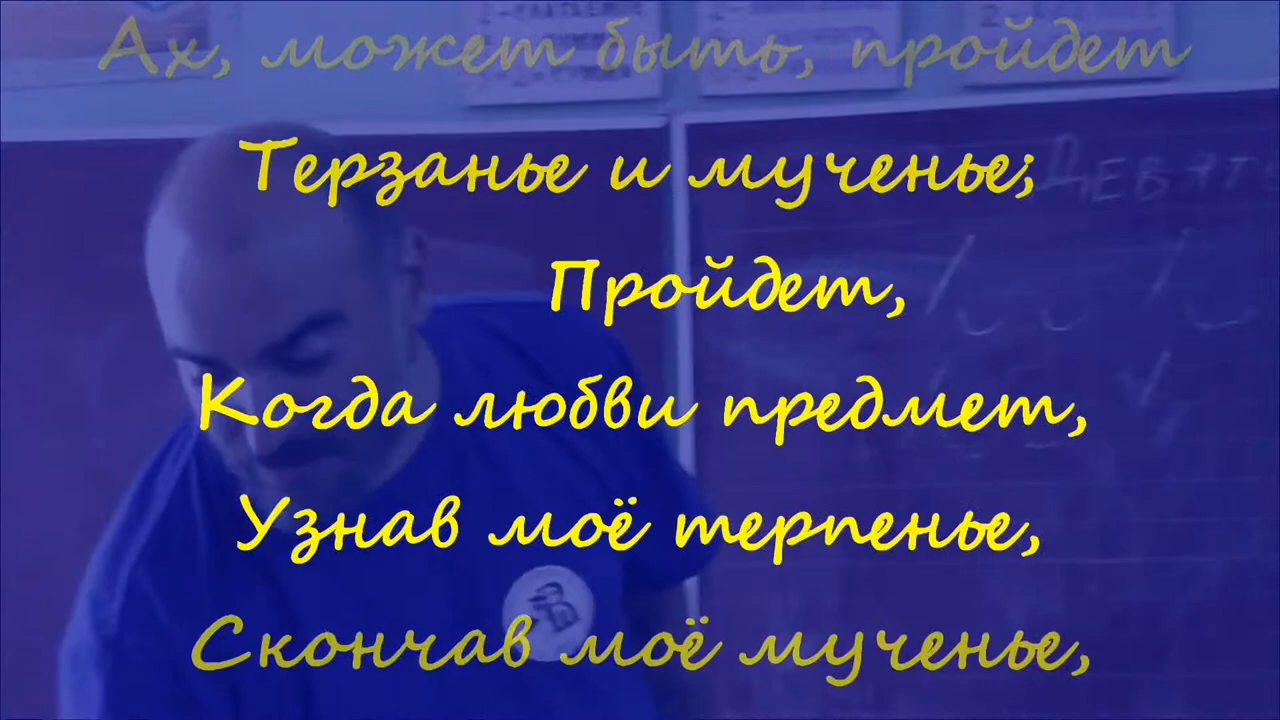 Ах, может быть, пройдет
Терзанье и мученье;
Пройдет,
Когда любви предмет,
Узнав моё терпенье,
Скончав моё мученье,